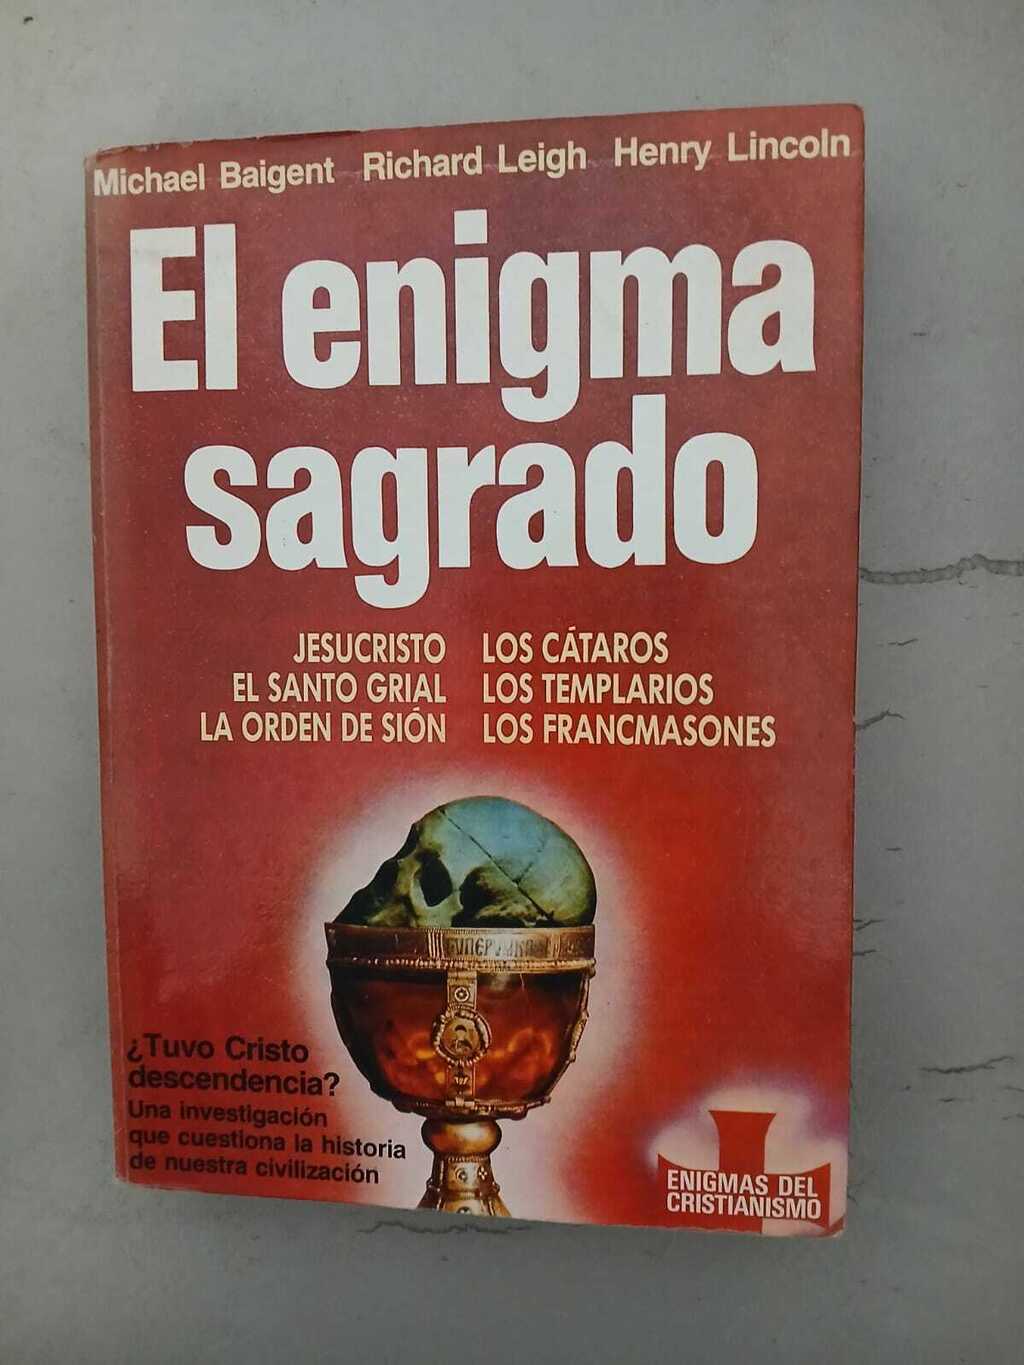 Michael Baigent Richard Leigh Henry Lincoln
El enigma
sagrado
JESUCRISTO
EL SANTO GRIAL
LA ORDEN DE SIÓN
LOS CÁTAROS
LOS TEMPLARIOS
LOS FRANCMASONES
¿Tuvo Cristo
descendencia?
Una investigación
que cuestiona la historia
de nuestra civilización
ENIGMAS DEL
CRISTIANISMO